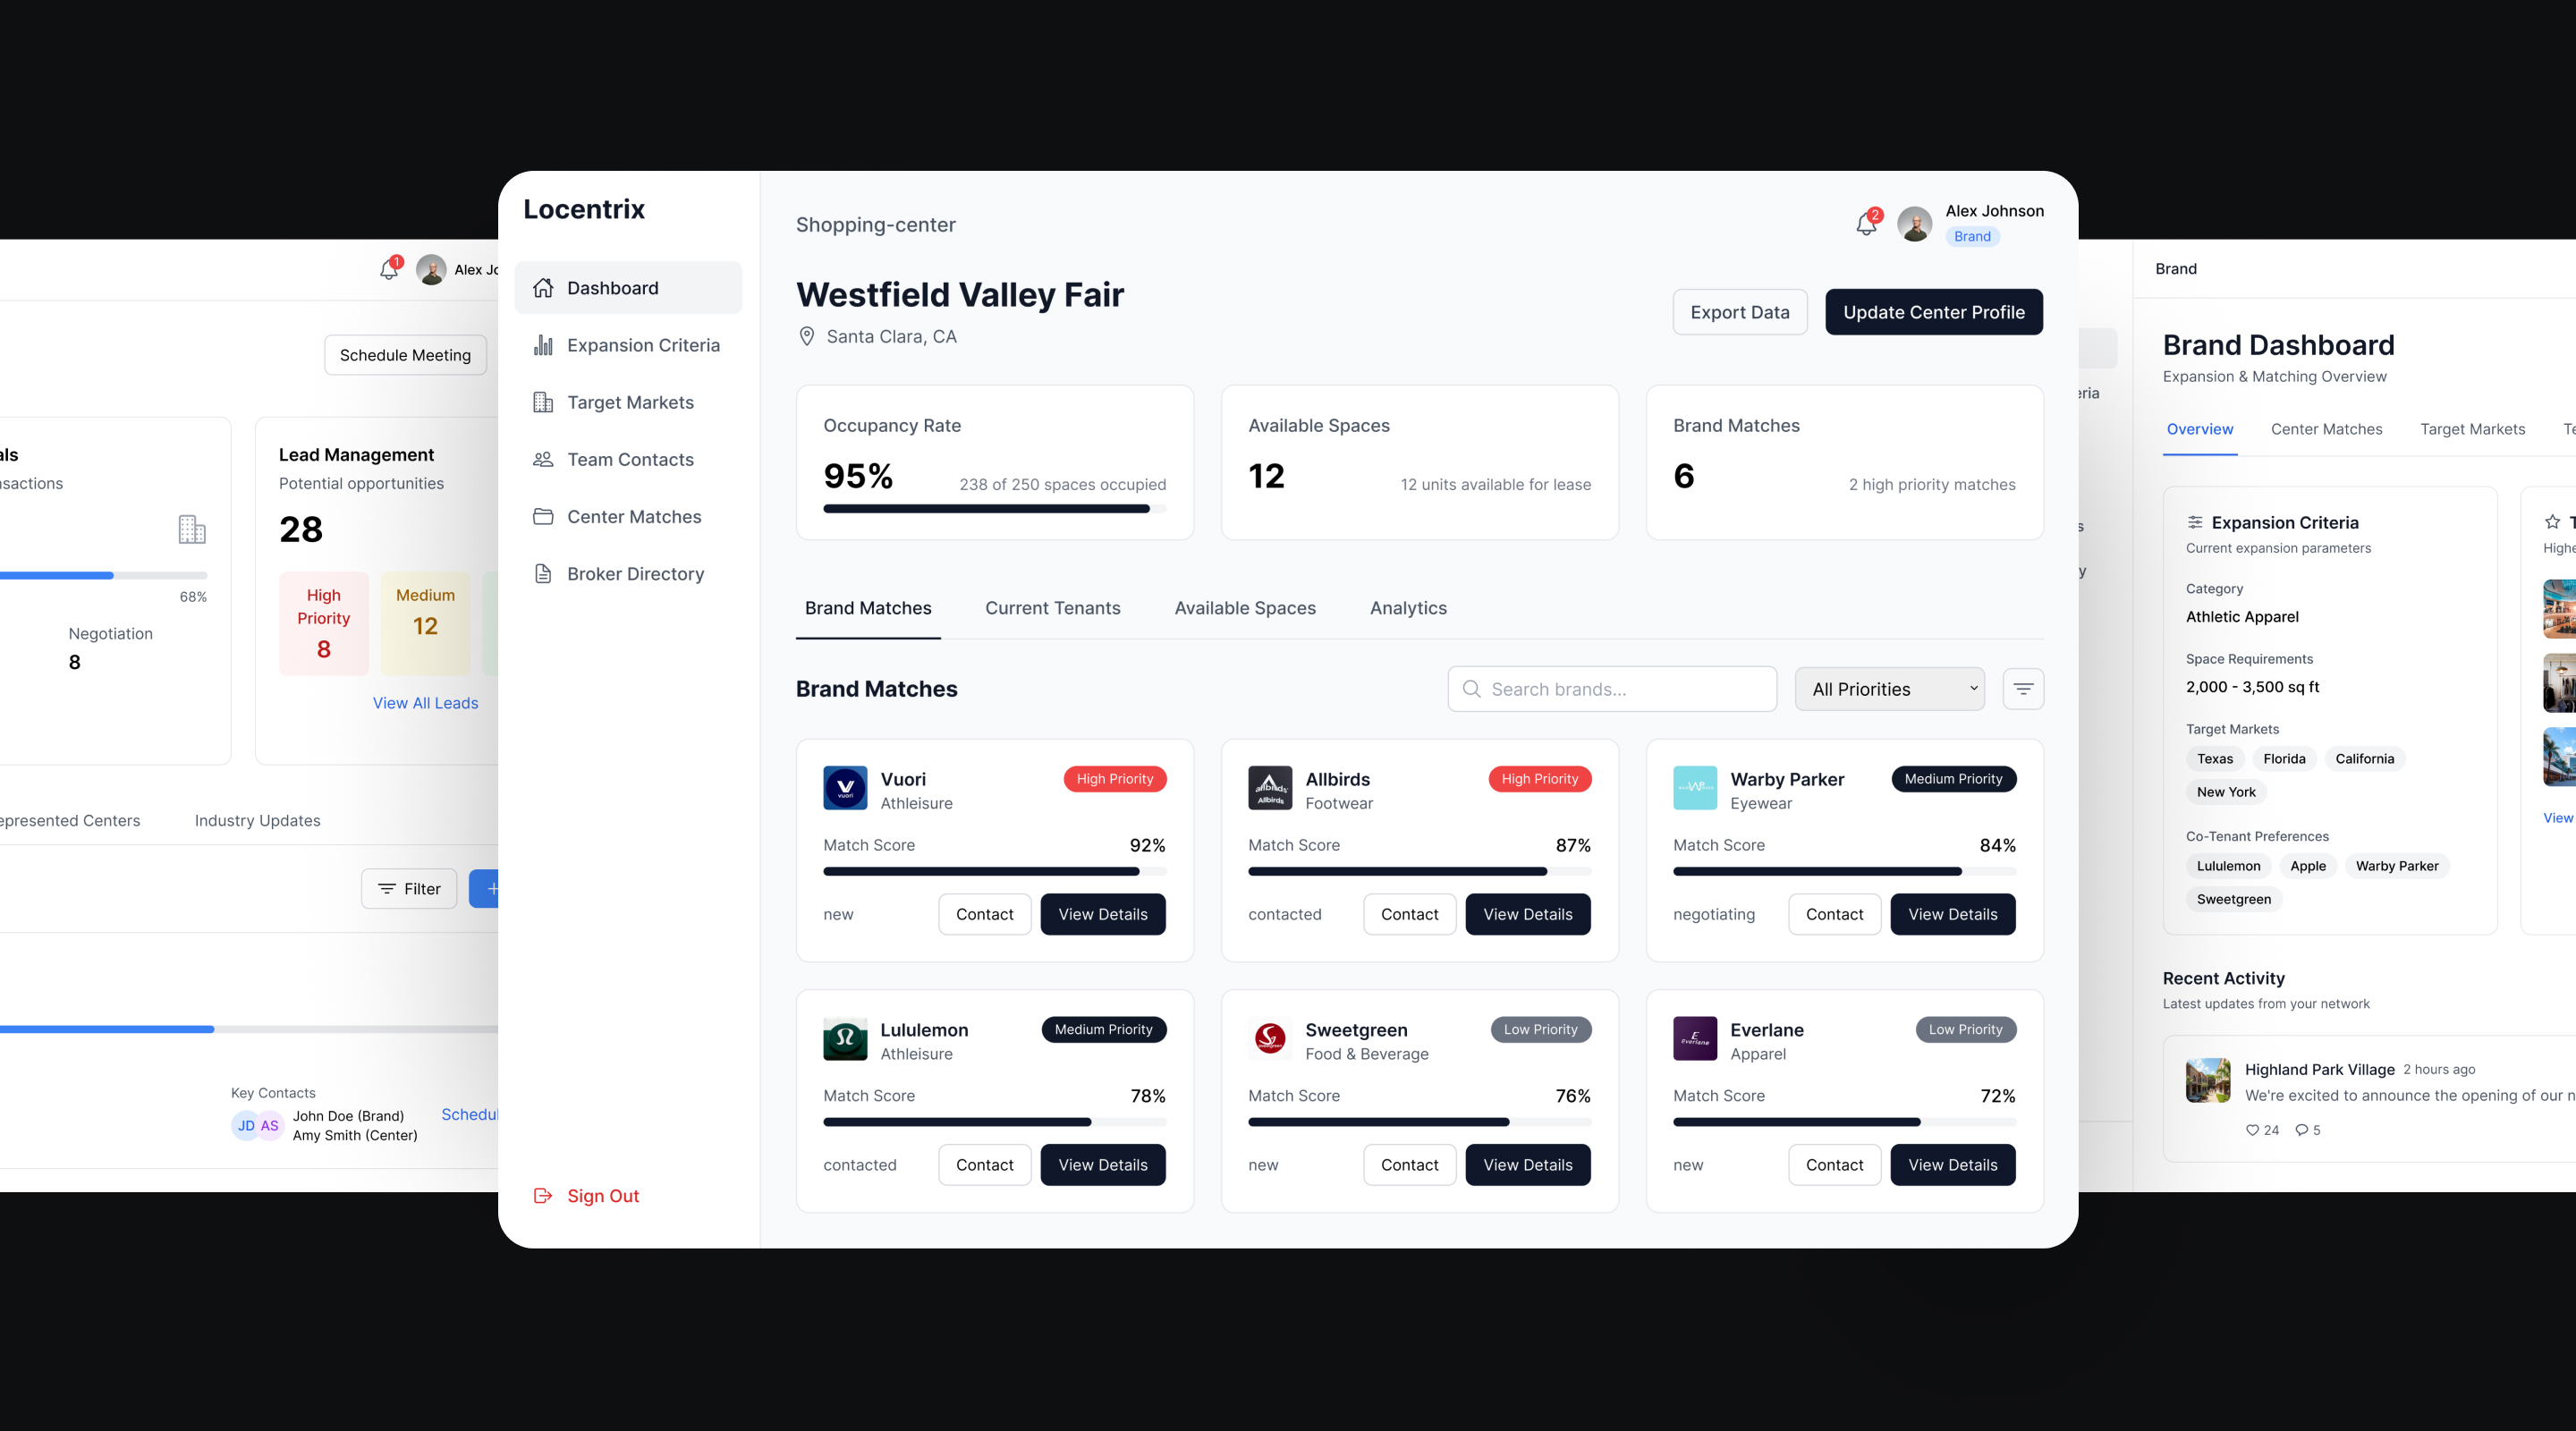 1
Alex Jo
Schedule Meeting
als
nsactions
68%
Negotiation
8
Lead Management
Potential opportunities
28
High
Priority
8
Medium
12
View All Leads
epresented Centers
Industry Updates
Filter
+
Key Contacts
JD AS
John Doe (Brand)
Amy Smith (Center)
Schedul
Locentrix
Dashboard
Expansion Criteria
Target Markets
Team Contacts
Center Matches
Broker Directory
Sign Out
Shopping-center
2
Alex Johnson
Brand
Westfield Valley Fair
Santa Clara, CA
Export Data
Update Center Profile
Occupancy Rate
95%
238 of 250 spaces occupied
Available Spaces
12
12 units available for lease
Brand Matches
6
2 high priority matches
Brand Matches
Current Tenants
Available Spaces
Analytics
Brand Matches
Search brands...
All Priorities
vuori
Vuori
Athleisure
High Priority
Match Score
92%
new
Contact
View Details
allbirds
Allbirds
Allbirds
Footwear
High Priority
Match Score
87%
contacted
Contact
View Details
Warby Parker
Eyewear
Medium Priority
Match Score
84%
negotiating
Contact
View Details
Lululemon
Athleisure
Medium Priority
Match Score
78%
contacted
Contact
View Details
Sweetgreen
Food & Beverage
Low Priority
Match Score
76%
new
Contact
View Details
E
everlane
Everlane
Apparel
Low Priority
Match Score
72%
new
Contact
View Details
eria
s
y
Brand
Brand Dashboard
Expansion & Matching Overview
Overview
Center Matches
Target Markets
Te
Expansion Criteria
Current expansion parameters
Category
Athletic Apparel
Space Requirements
2,000 - 3,500 sq ft
Target Markets
Texas
Florida
California
New York
Co-Tenant Preferences
Lululemon
Apple
Warby Parker
Sweetgreen
T
Highe
View
Recent Activity
Latest updates from your network
Highland Park Village 2 hours ago
We're excited to announce the opening of our n
24
5